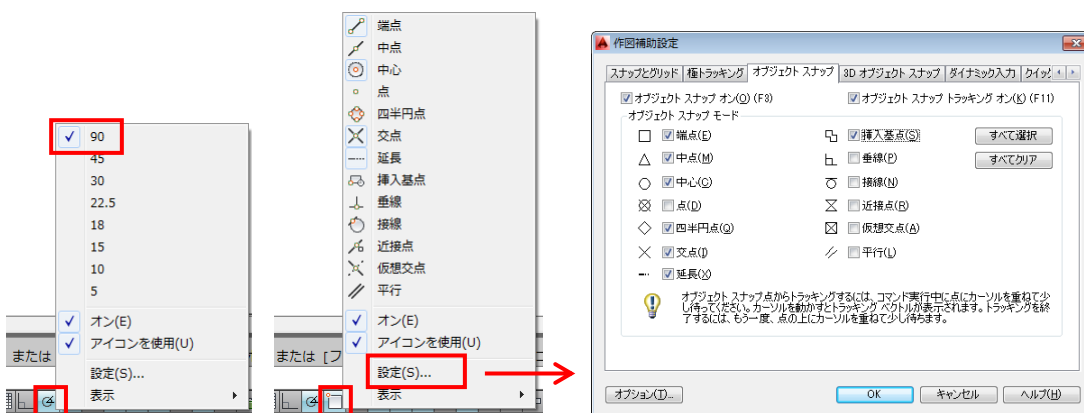 90
45
30
22.5
18
15
10
5
オン(E)
アイコンを使用(U)
設定(S)...
表示
または
端点
中点
中心
点
四半円点
交点
延長
挿入基点
垂線
接線
近接点
仮想交点
平行
オン(E)
アイコンを使用(U)
設定(S)...
表示
または [フ
作図補助設定
スナップとグリッド 極トラッキング オブジェクト スナップ 3D オブジェクト スナップ ダイナミック入力 クイッ
オブジェクト スナップ オン(O) (F3) オブジェクト スナップ トラッキング オン(K) (F11)
オブジェクト スナップ モード
端点(E) 挿入基点(S) すべて選択
中点(M) 垂線(P) すべてクリア
中心(C) 接線(N)
点(D) 近接点(R)
四半円点(Q) 仮想交点(A)
交点(I) 平行(L)
延長(X)
オブジェクト スナップ点からトラッキングするには、コマンド実行中に点にカーソルを重ねて少
し待ってください。カーソルを動かすとトラッキング ベクトルが表示されます。トラッキングを終
了するには、もう一度、点の上にカーソルを重ねて少し待ちます。
オプション(T)... OK キャンセル ヘルプ(H)